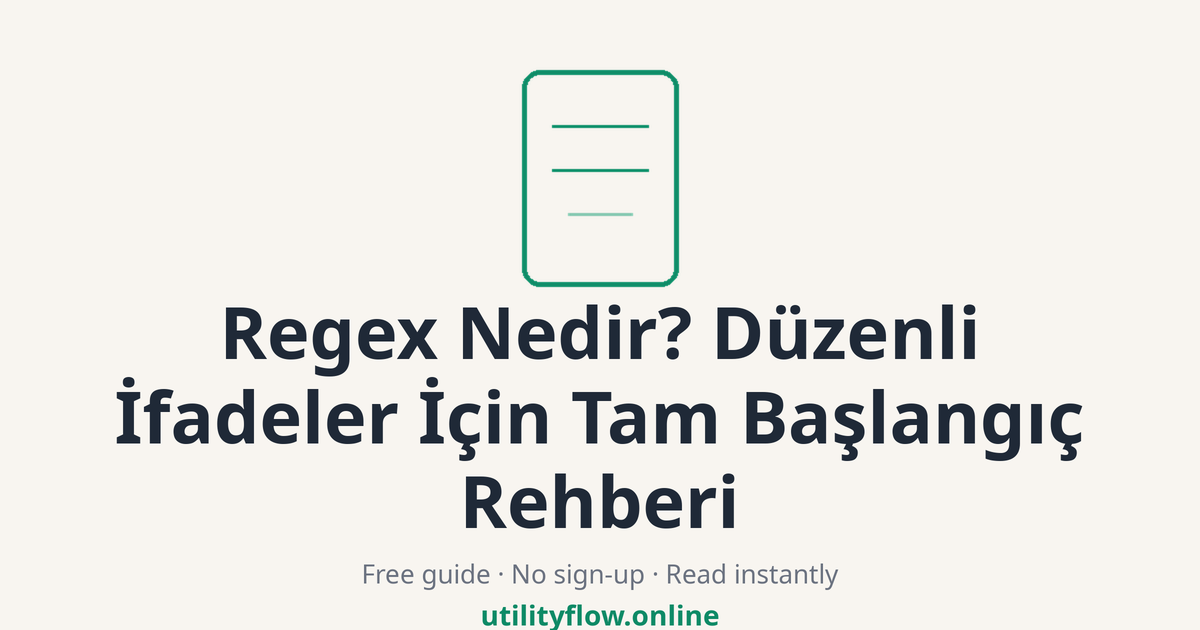 Regex Nedir? Düzenli
İfadeler İçin Tam Başlangıç
Rehberi
Free guide · No sign-up · Read instantly
utilityflow.online